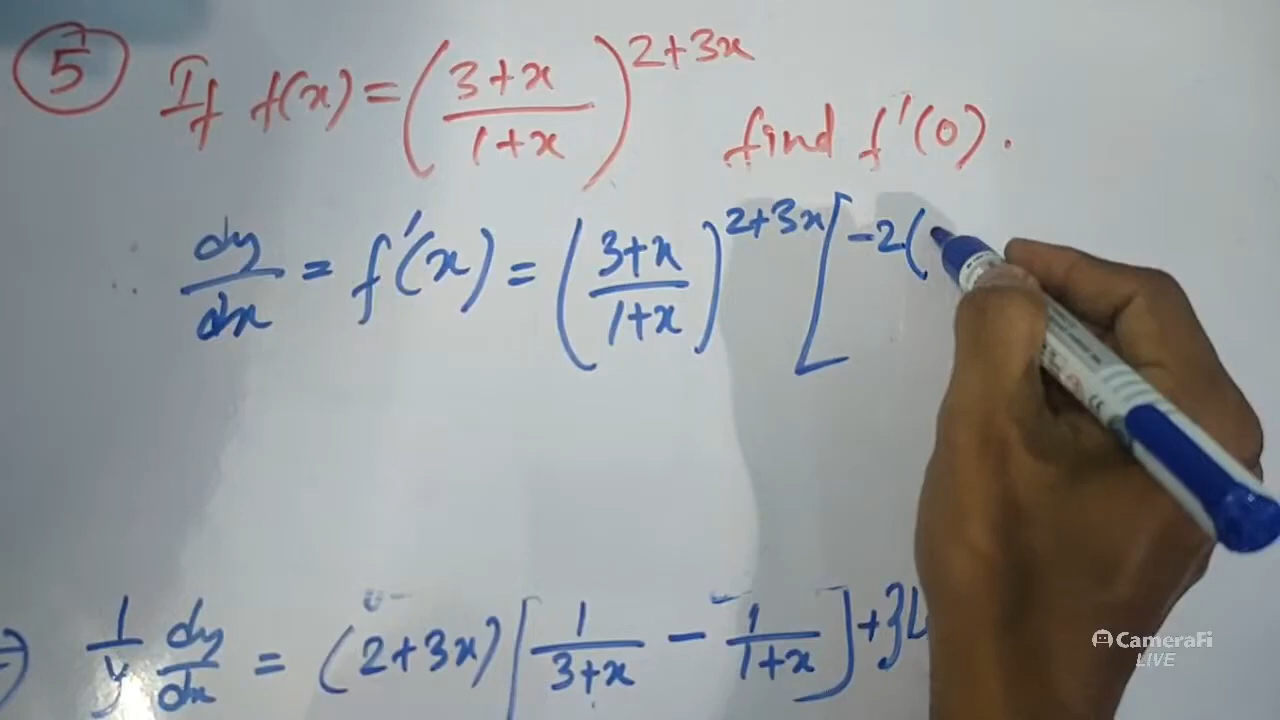 5 If f(x) = ((3+x)/(1+x))^(2+3x) find f'(0).
∴ dy/dx = f'(x) = ((3+x)/(1+x))^(2+3x) [ -2(
⇒ 1/y dy/dx = (2+3x) [ 1/(3+x) - 1/(1+x) ] + 3
CameraFi
LIVE